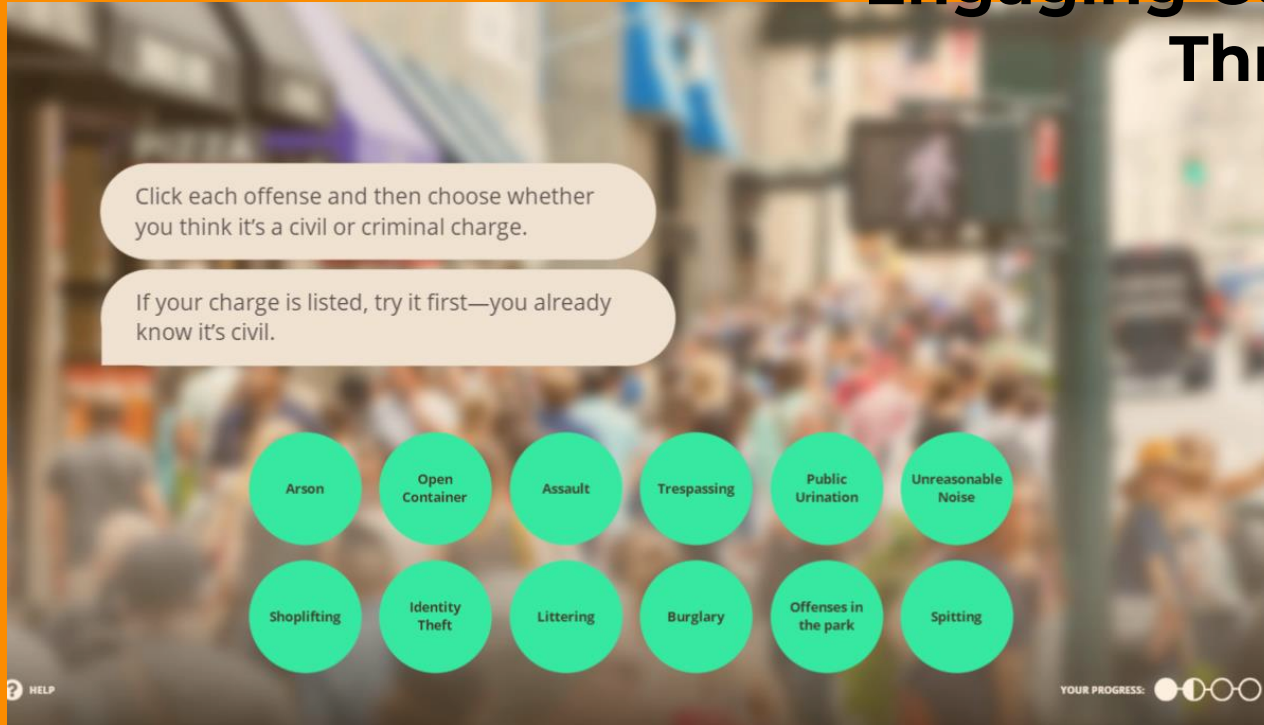 Engaging
Thr
PIZZA
Click each offense and then choose whether
you think it's a civil or criminal charge.
If your charge is listed, try it first—you already
know it's civil.
Arson
Open
Container
Assault
Trespassing
Public
Urination
Unreasonable
Noise
Shoplifting
Identity
Theft
Littering
Burglary
Offenses in
the park
Spitting
? HELP
YOUR PROGRESS: